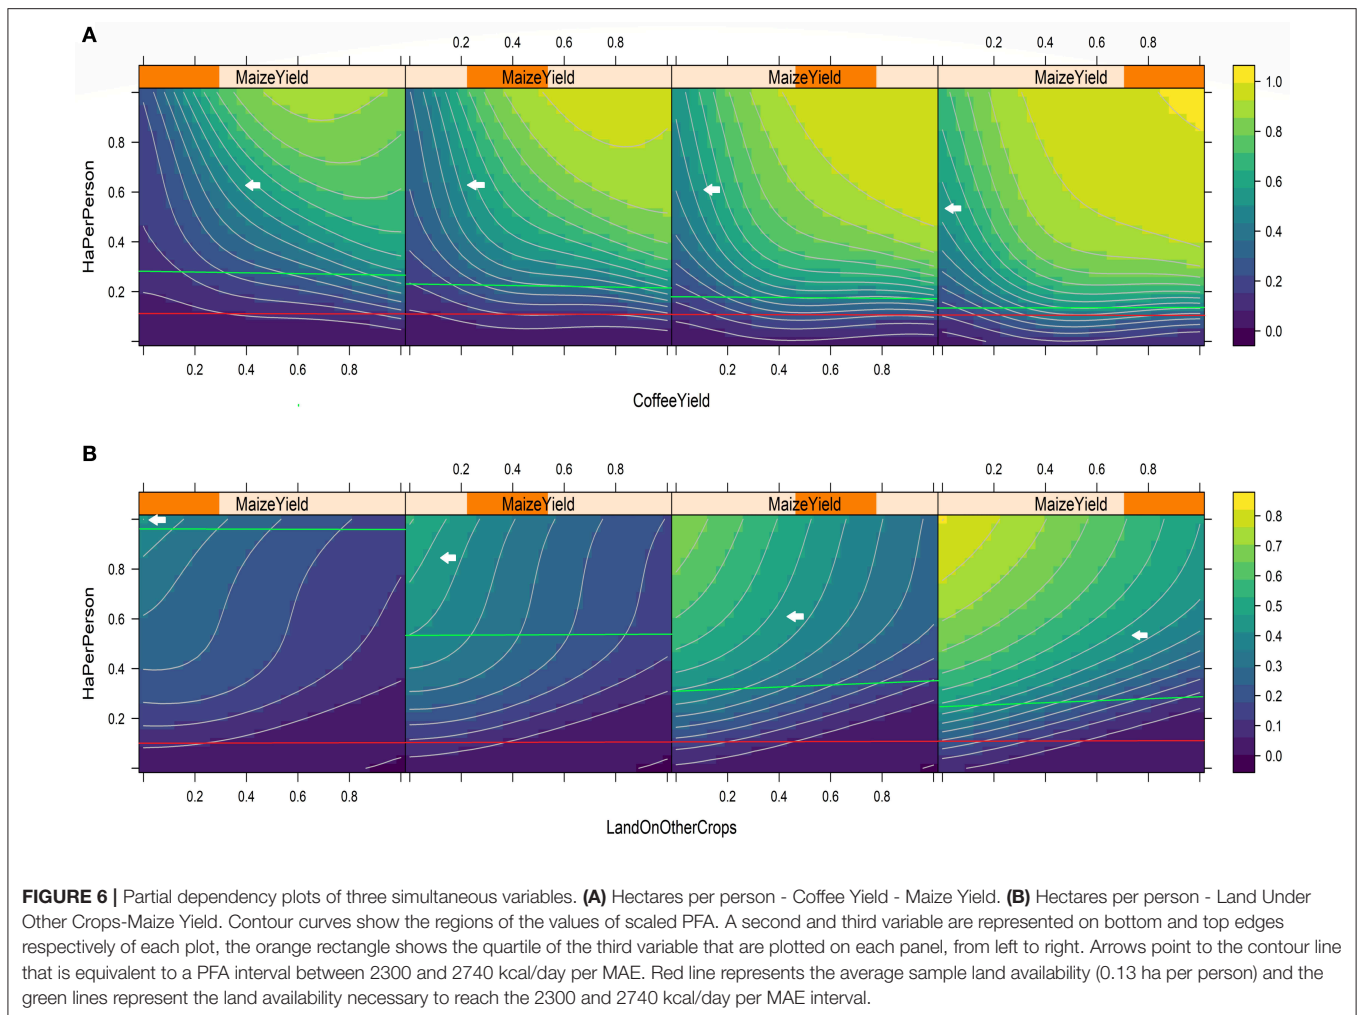 A
0.2 0.4 0.6 0.8 0.2 0.4 0.6 0.8
MaizeYield MaizeYield MaizeYield MaizeYield
HaPerPerson
0.8
0.6
0.4
0.2
1.0
0.8
0.6
0.4
0.2
0.0
0.2 0.4 0.6 0.8 0.2 0.4 0.6 0.8
CoffeeYield
B
0.2 0.4 0.6 0.8 0.2 0.4 0.6 0.8
MaizeYield MaizeYield MaizeYield MaizeYield
HaPerPerson
0.8
0.6
0.4
0.2
0.8
0.7
0.6
0.5
0.4
0.3
0.2
0.1
0.0
0.2 0.4 0.6 0.8 0.2 0.4 0.6 0.8
LandOnOtherCrops
FIGURE 6 | Partial dependency plots of three simultaneous variables. (A) Hectares per person - Coffee Yield - Maize Yield. (B) Hectares per person - Land Under
Other Crops-Maize Yield. Contour curves show the regions of the values of scaled PFA. A second and third variable are represented on bottom and top edges
respectively of each plot, the orange rectangle shows the quartile of the third variable that are plotted on each panel, from left to right. Arrows point to the contour line
that is equivalent to a PFA interval between 2300 and 2740 kcal/day per MAE. Red line represents the average sample land availability (0.13 ha per person) and the
green lines represent the land availability necessary to reach the 2300 and 2740 kcal/day per MAE interval.